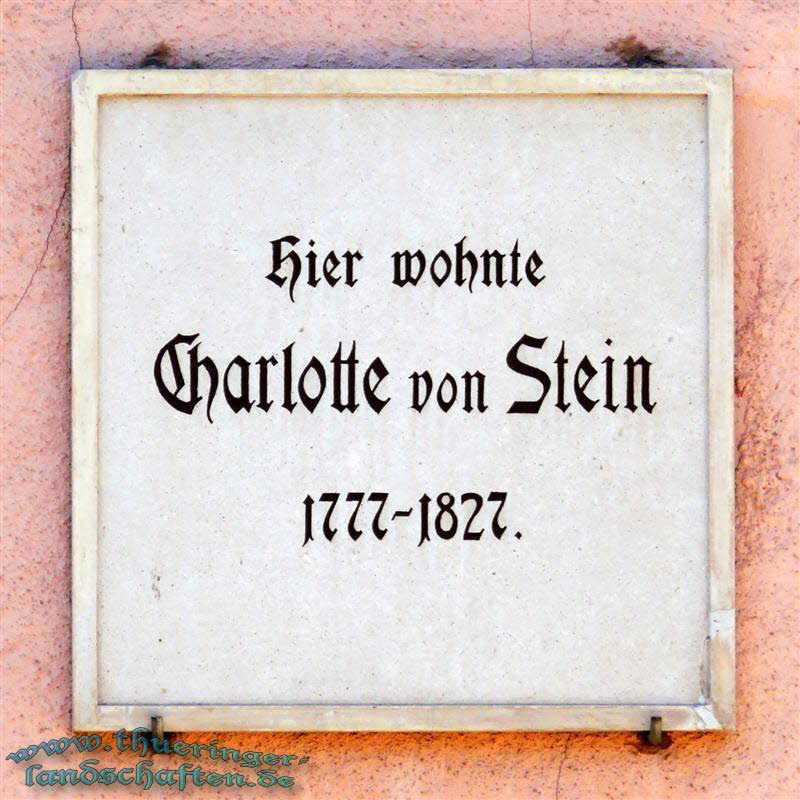 Hier wohnte
Charlotte von Stein
1777-1827.
www.thueringer-
landschaften.de